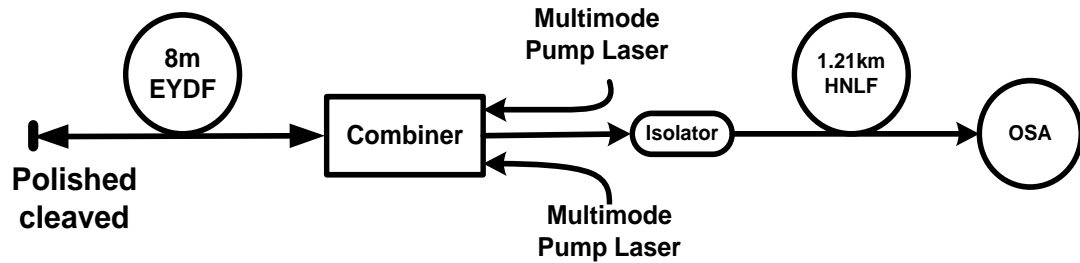 Multimode
Pump Laser
8m
EYDF
1.21km
HNLF
Combiner
Isolator
OSA
Polished
cleaved
Multimode
Pump Laser